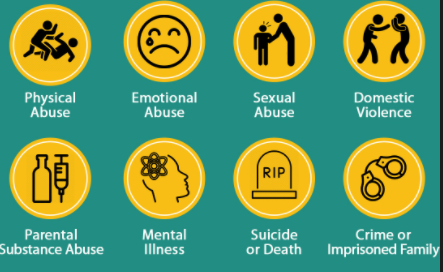 Physical
Abuse
Emotional
Abuse
Sexual
Abuse
Domestic
Violence
RIP
Parental
Substance Abuse
Mental
Illness
Suicide
or Death
Crime or
Imprisoned Family